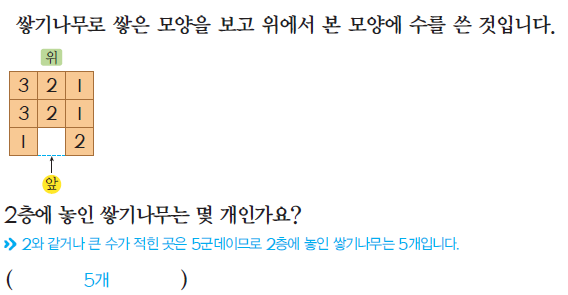 쌓기나무로 쌓은 모양을 보고 위에서 본 모양에 수를 쓴 것입니다.
위
3 2 1
3 2 1
1 2
앞
2층에 놓인 쌓기나무는 몇 개인가요?
2와 같거나 큰 수가 적힌 곳은 5군데이므로 2층에 놓인 쌓기나무는 5개입니다.
( 5개 )